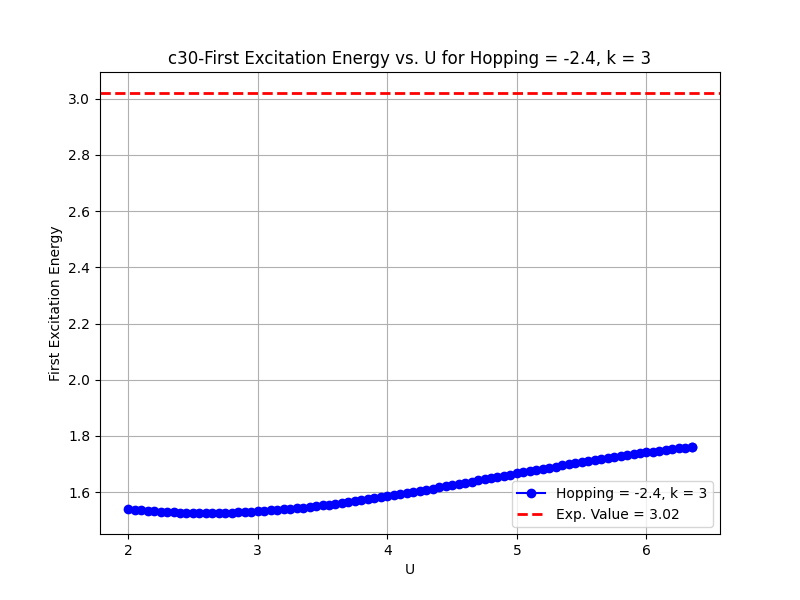 c30-First Excitation Energy vs. U for Hopping = -2.4, k = 3
First Excitation Energy
3.0
2.8
2.6
2.4
2.2
2.0
1.8
1.6
Hopping = -2.4, k = 3
Exp. Value = 3.02
2 3 4 5 6
U